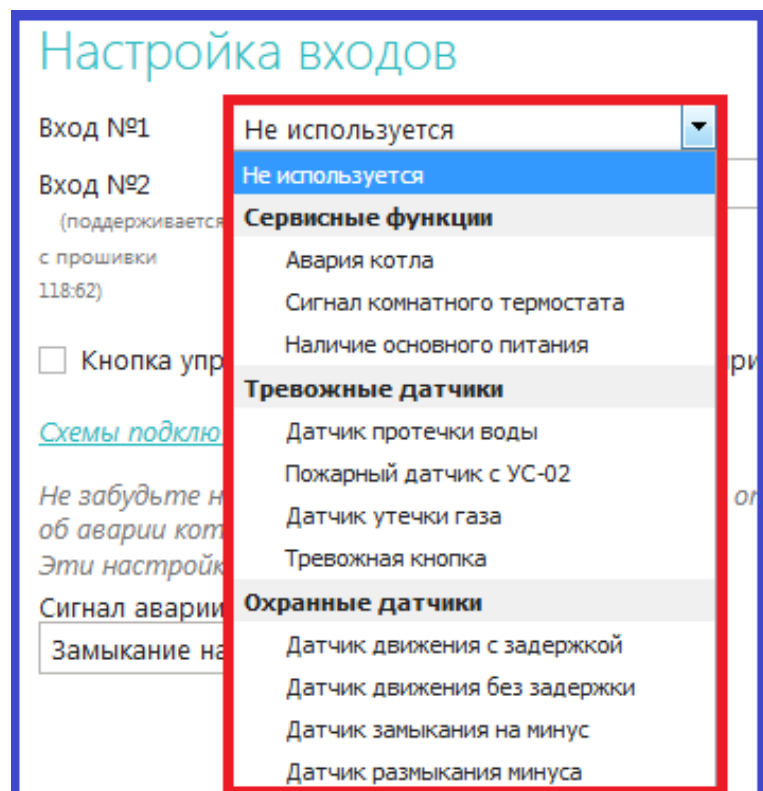 Настройка входов
Вход №1
Не используется
Не используется
Вход №2
(поддерживается
с прошивки
118:62)
Сервисные функции
Авария котла
Сигнал комнатного термостата
Наличие основного питания
Кнопка упр
Тревожные датчики
Схемы подклю
Датчик протечки воды
Пожарный датчик с УС-02
Не забудьте н
Датчик утечки газа
об аварии кот
Тревожная кнопка
Эти настройк
Охранные датчики
Сигнал аварии
Замыкание на
Датчик движения с задержкой
Датчик движения без задержки
Датчик замыкания на минус
Датчик размыкания минуса